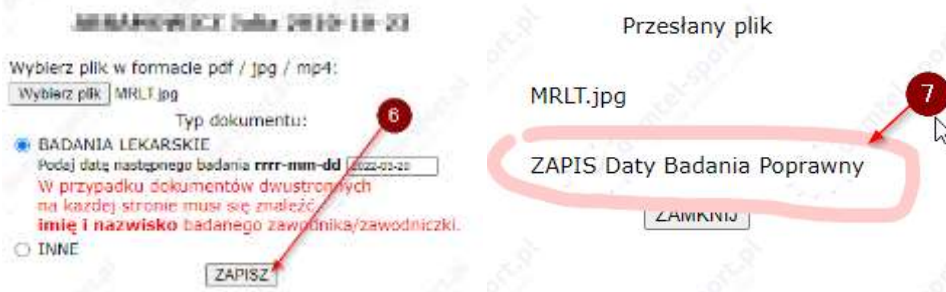 Wybierz plik w formacie pdf / jpg / mp4:
Wybierz plik MRLT.jpg
Typ dokumentu:
6
BADANIA LEKARSKIE
Podaj datę następnego badania rrrr-mm-dd 2022-03-20
W przypadku dokumentów dwustronnych
na każdej stronie musi się znaleźć
imię i nazwisko badanego zawodnika/zawodniczki.
INNE
ZAPISZ
Przesłany plik
MRLT.jpg
7
ZAPIS Daty Badania Poprawny
ZAMKNIJ